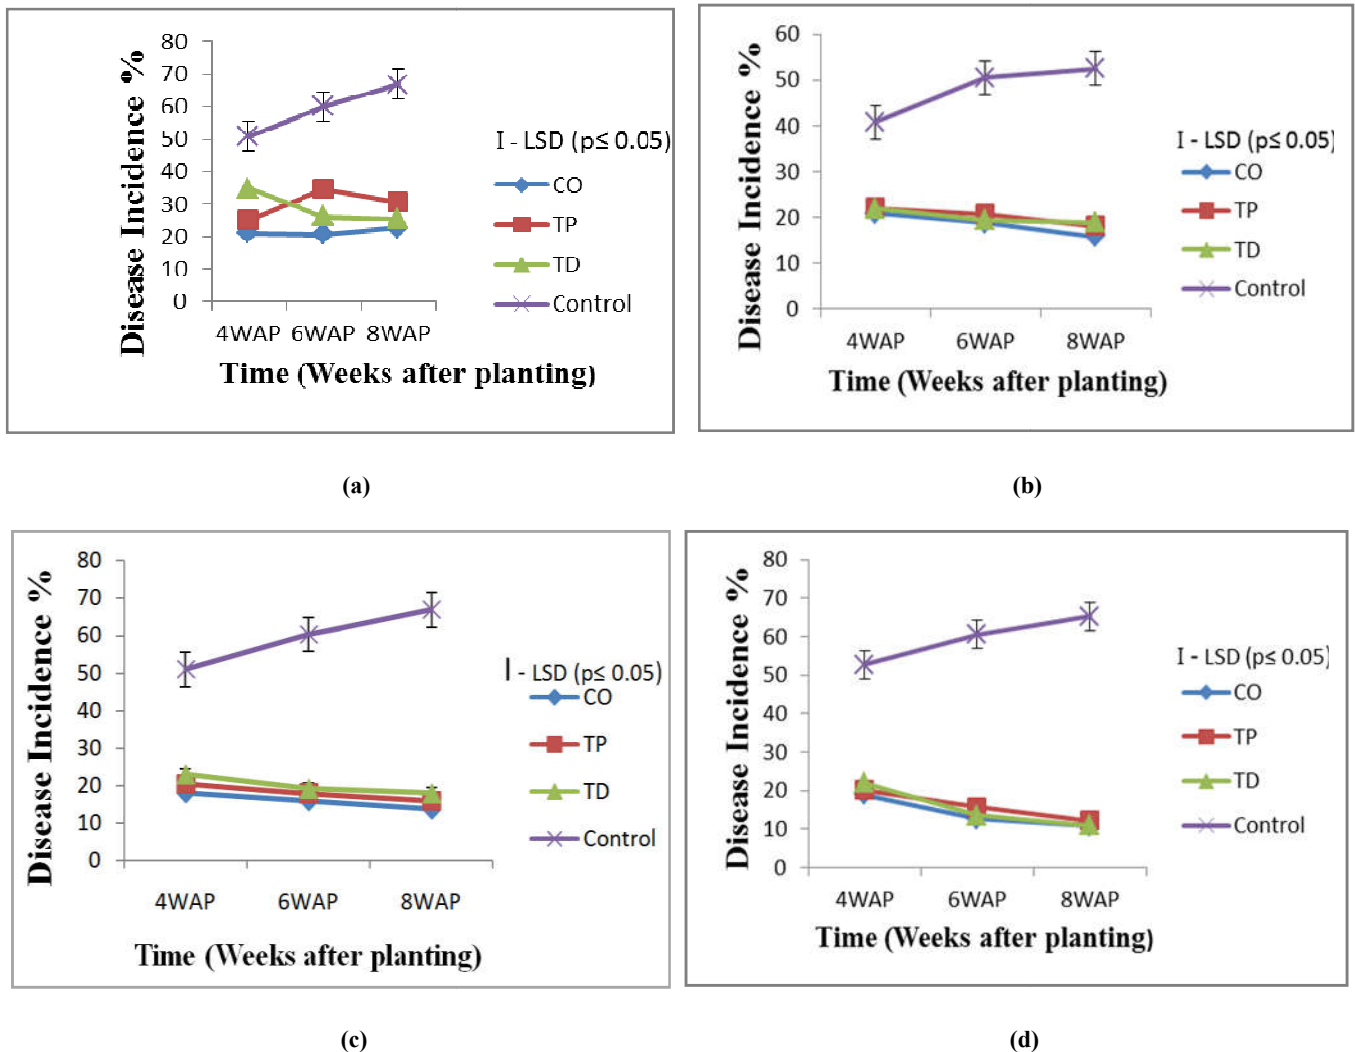 Disease Incidence %
80
70
60
50
40
30
20
10
0
4WAP 6WAP 8WAP
Time (Weeks after planting)
I - LSD (p≤ 0.05)
CO
TP
TD
Control
(a)
Disease Incidence %
60
50
40
30
20
10
0
4WAP 6WAP 8WAP
Time (Weeks after planting)
I - LSD (p≤ 0.05)
CO
TP
TD
Control
(b)
Disease Incidence %
80
70
60
50
40
30
20
10
0
4WAP 6WAP 8WAP
Time (Weeks after planting)
I - LSD (p≤ 0.05)
CO
TP
TD
Control
(c)
Disease Incidence %
80
70
60
50
40
30
20
10
0
4WAP 6WAP 8WAP
Time (Weeks after planting)
I - LSD (p≤ 0.05)
CO
TP
TD
Control
(d)